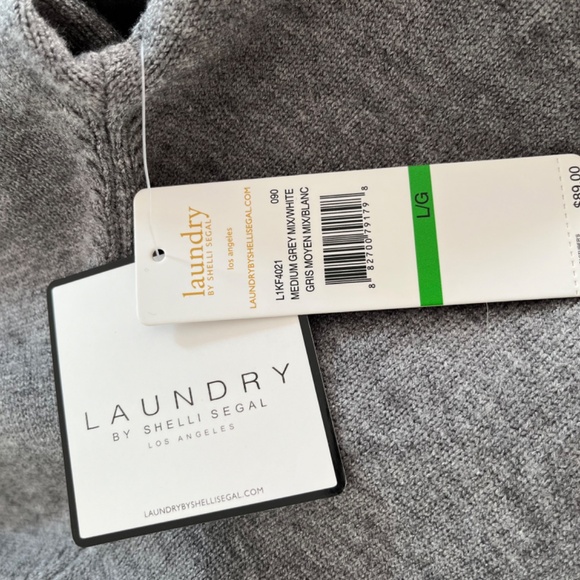 laundry
BY SHELLI SEGAL
los angeles
LAUNDRYBYSHELLISEGAL.COM
L1KF4021 090
MEDIUM GREY MIX/WHITE
GRIS MOYEN MIX/BLANC
8 82700 79179 8
L/G
$89.00
LAUNDRY
BY SHELLI SEGAL
LOS ANGELES
LAUNDRYBYSHELLISEGAL.COM